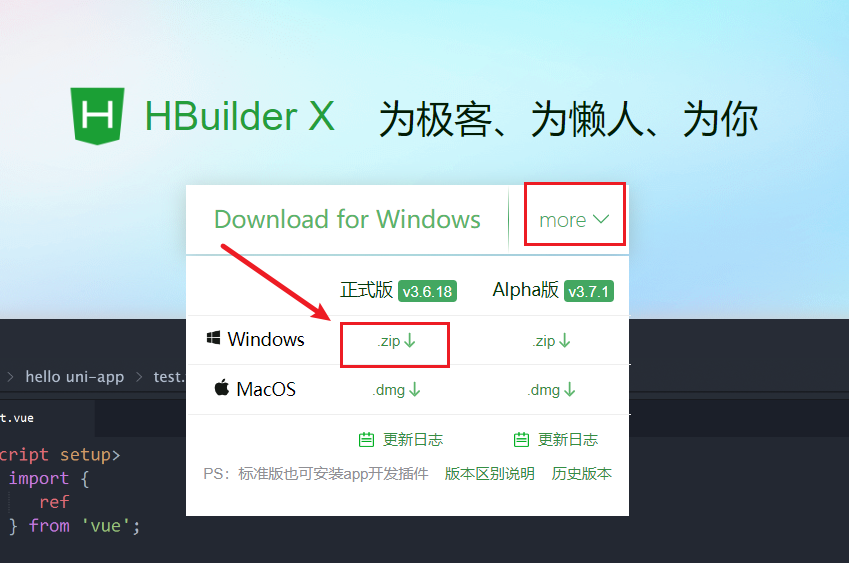 H HBuilder X 为极客、为懒人、为你
Download for Windows more
正式版 v3.6.18 Alpha版 v3.7.1
Windows .zip .zip
hello uni-app test.
MacOS .dmg .dmg
t.vue
更新日志 更新日志
cript setup>
PS：标准版也可安装app开发插件 版本区别说明 历史版本
import {
ref
} from 'vue';